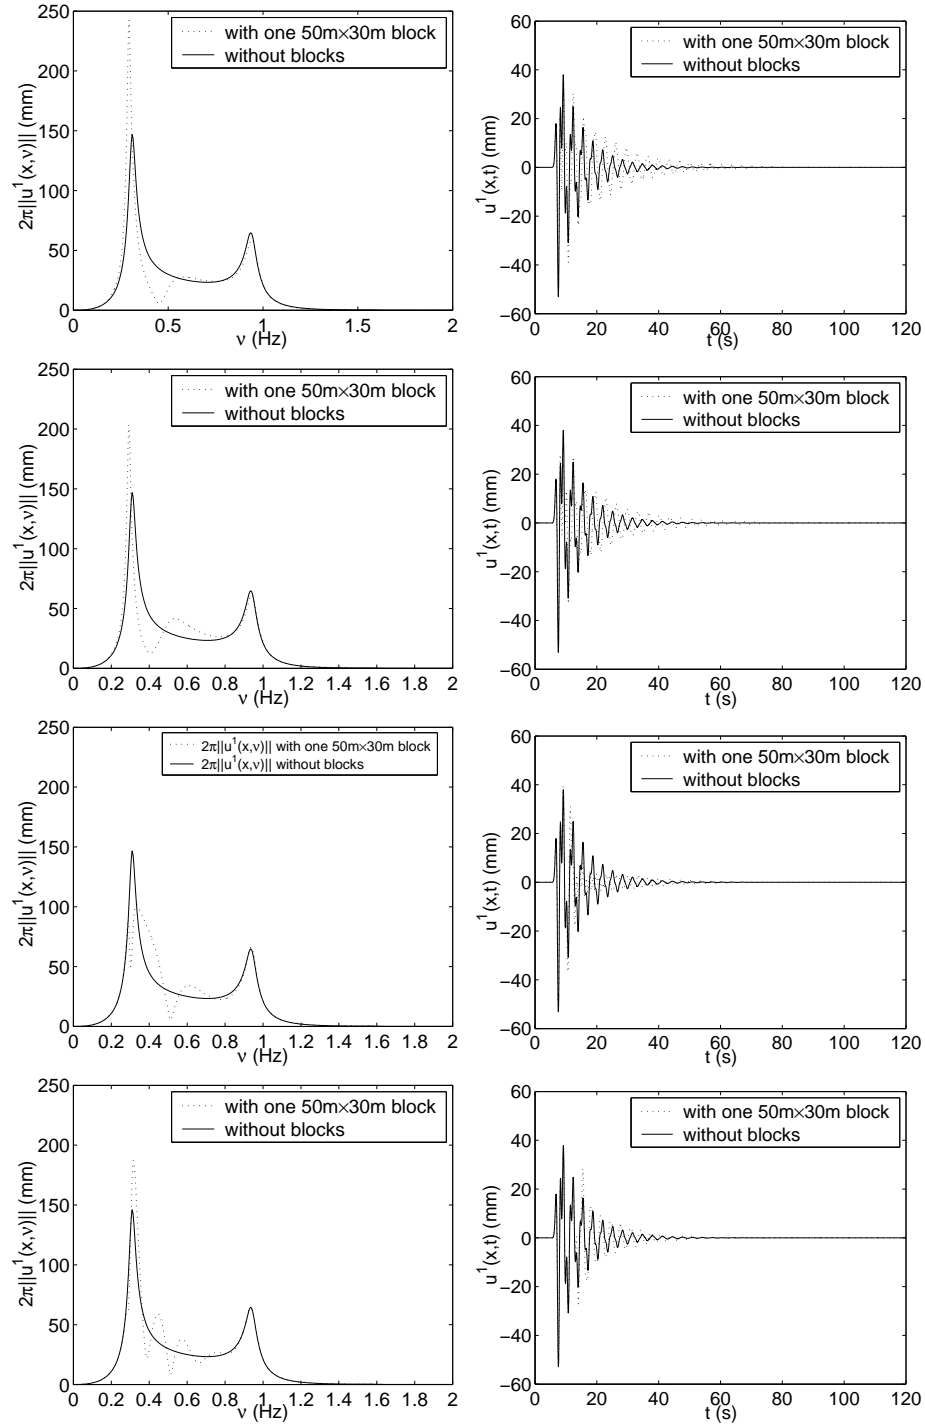 with one 50m×30m block
without blocks
2π||u¹(x,ν)|| (mm)
250
200
150
100
50
0
0 0.5 1 1.5 2
ν (Hz)
with one 50m×30m block
without blocks
u¹(x,t) (mm)
60
40
20
0
−20
−40
−60
0 20 40 60 80 100 120
t (s)
with one 50m×30m block
without blocks
2π||u¹(x,ν)|| (mm)
250
200
150
100
50
0
0 0.2 0.4 0.6 0.8 1 1.2 1.4 1.6 1.8 2
ν (Hz)
with one 50m×30m block
without blocks
u¹(x,t) (mm)
60
40
20
0
−20
−40
−60
0 20 40 60 80 100 120
t (s)
2π||u¹(x,ν)|| with one 50m×30m block
2π||u¹(x,ν)|| without blocks
2π||u¹(x,ν)|| (mm)
250
200
150
100
50
0
0 0.2 0.4 0.6 0.8 1 1.2 1.4 1.6 1.8 2
ν (Hz)
with one 50m×30m block
without blocks
u¹(x,t) (mm)
60
40
20
0
−20
−40
−60
0 20 40 60 80 100 120
t (s)
with one 50m×30m block
without blocks
2π||u¹(x,ν)|| (mm)
250
200
150
100
50
0
0 0.2 0.4 0.6 0.8 1 1.2 1.4 1.6 1.8 2
ν (Hz)
with one 50m×30m block
without blocks
u¹(x,t) (mm)
60
40
20
0
−20
−40
−60
0 20 40 60 80 100 120
t (s)